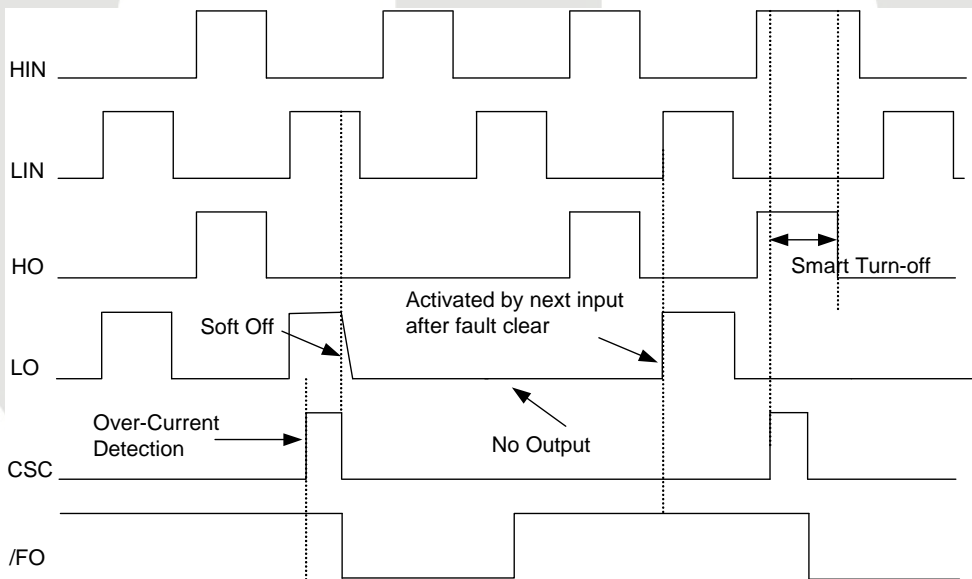 HIN
LIN
HO
Smart Turn-off
Activated by next input
after fault clear
Soft Off
LO
Over-Current
Detection
No Output
CSC
/FO